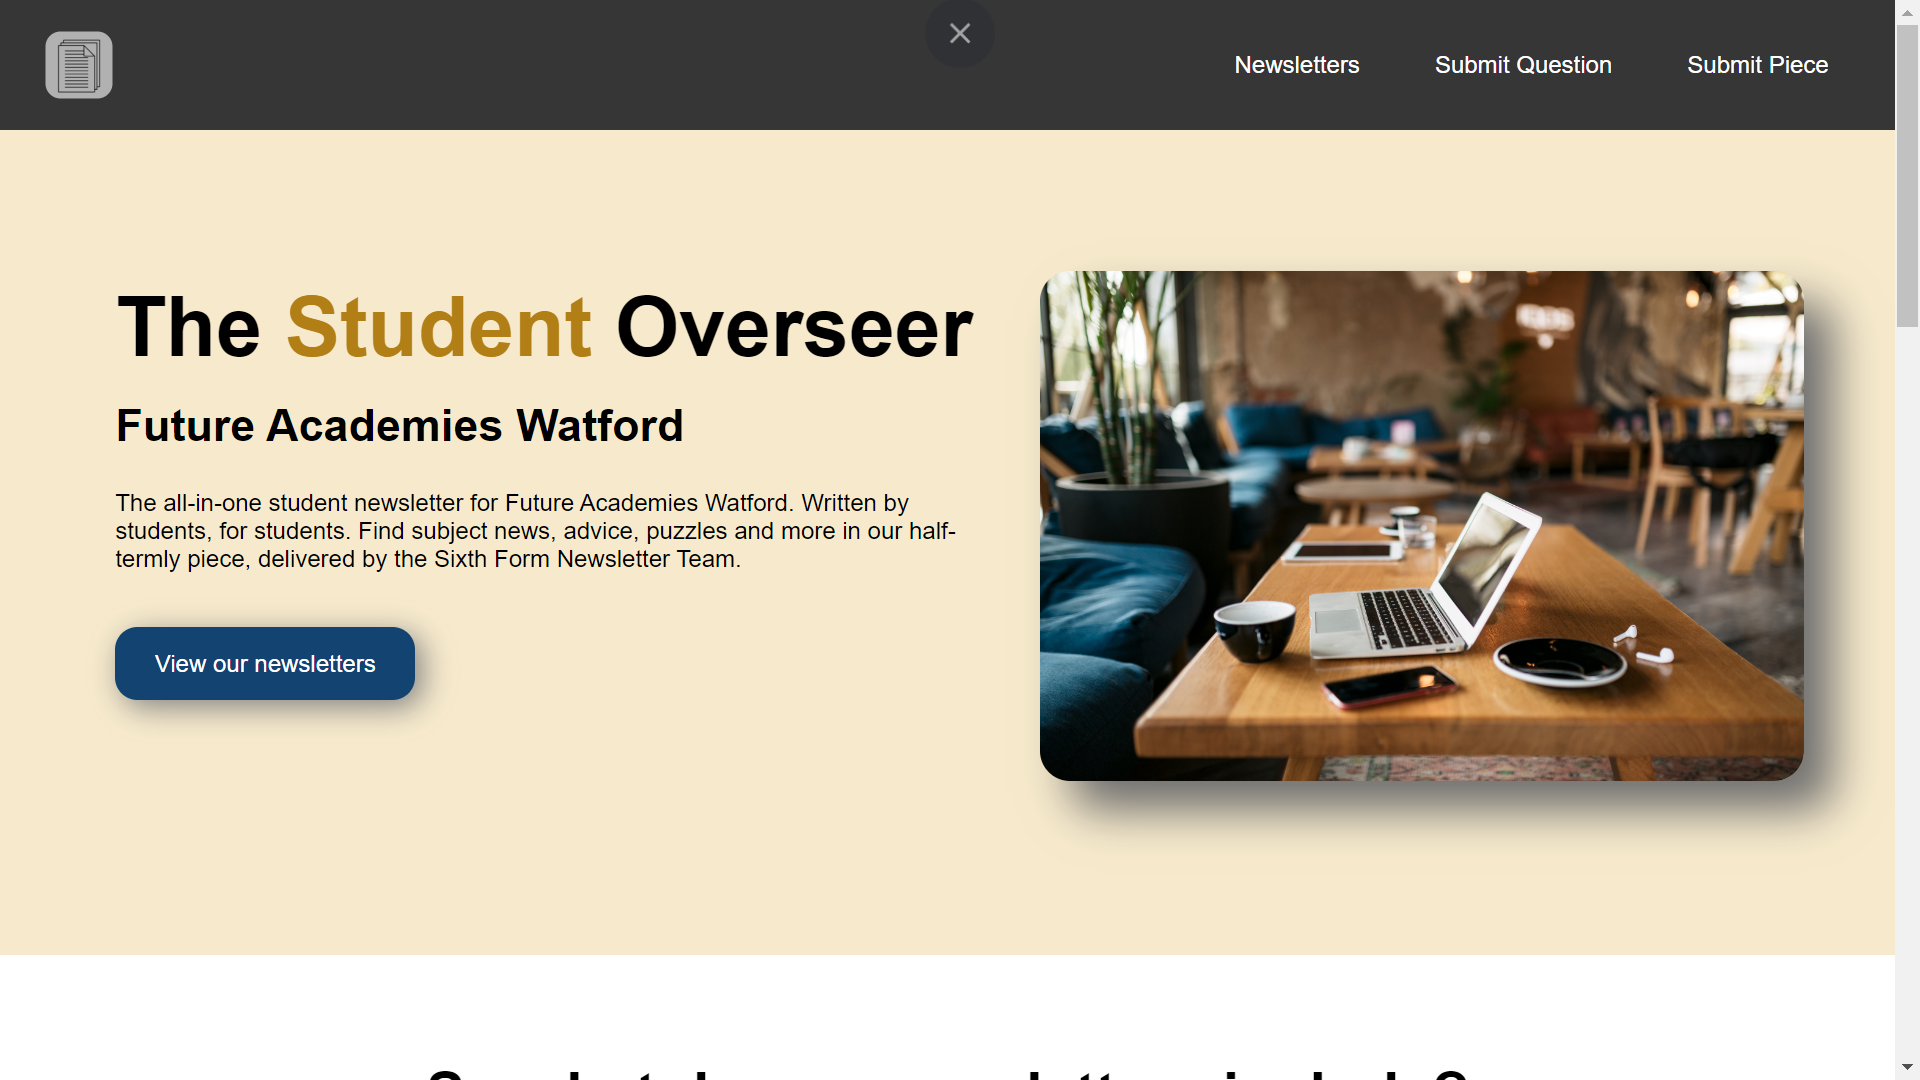 Newsletters
Submit Question
Submit Piece
The Student Overseer
Future Academies Watford
The all-in-one student newsletter for Future Academies Watford. Written by
students, for students. Find subject news, advice, puzzles and more in our half-
termly piece, delivered by the Sixth Form Newsletter Team.
View our newsletters